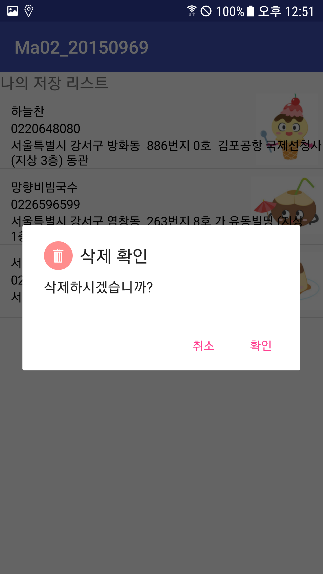 100% 오후 12:51
Ma02_20150969
나의 저장 리스트
하늘찬
0220648080
서울특별시 강서구 방화동 886번지 0호 김포공항 국제선청사
(지상 3층) 동관
망향비빔국수
0226596599
서울특별시 강서구 염창동 263번지 8호 가 유동빌딩 (지상
1층
삭제 확인
삭제하시겠습니까?
서
02
서
취소 확인